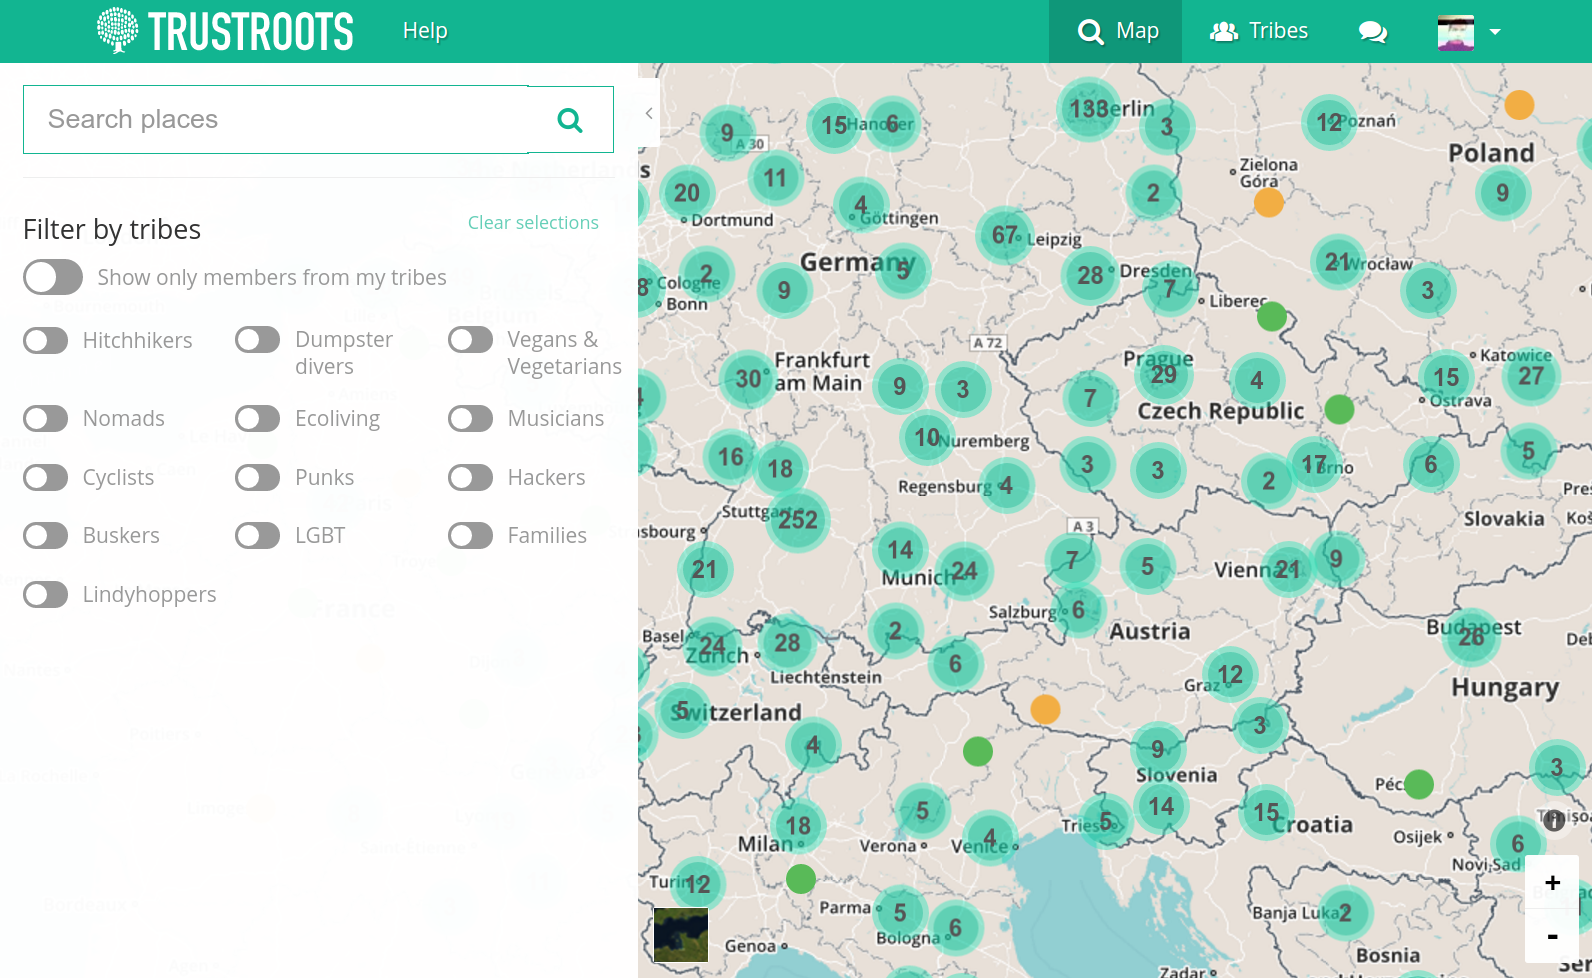 TRUSTROOTS
Help
Map
Tribes
Search places
Filter by tribes
Clear selections
Show only members from my tribes
Hitchhikers
Dumpster
divers
Vegans &
Vegetarians
Nomads
Ecoliving
Musicians
Cyclists
Punks
Hackers
Buskers
LGBT
Families
Lindyhoppers
133
9
15
6
3
12
Poznań
A 30
Zielona
Góra
Poland
11
20
4
2
9
Dortmund
Göttingen
67
Leipzig
Germany
5
2
Cologne
9
28
Dresden
7
21
Wrocław
3
Bonn
Liberec
A 72
Frankfurt
am Main
30
9
3
Prague
29
7
4
Katowice
15
27
Ostrava
Czech Republic
10
Nuremberg
16
18
3
3
2
17
Brno
6
5
Regensburg
4
Stuttgart
252
A 3
Slovakia
21
14
Munich
24
7
5
Vienna
21
9
Salzburg
6
Austria
Basel
24
Zürich
28
2
6
Liechtenstein
Budapest
26
12
Graz
Hungary
5
Switzerland
4
3
9
Slovenia
3
18
Milan
5
Verona
4
Venice
5
14
15
Croatia
Osijek
6
Novi Sad
12
Parma
5
6
Bologna
Genoa
Banja Luka
2
Bosnia
Zadar
+
-